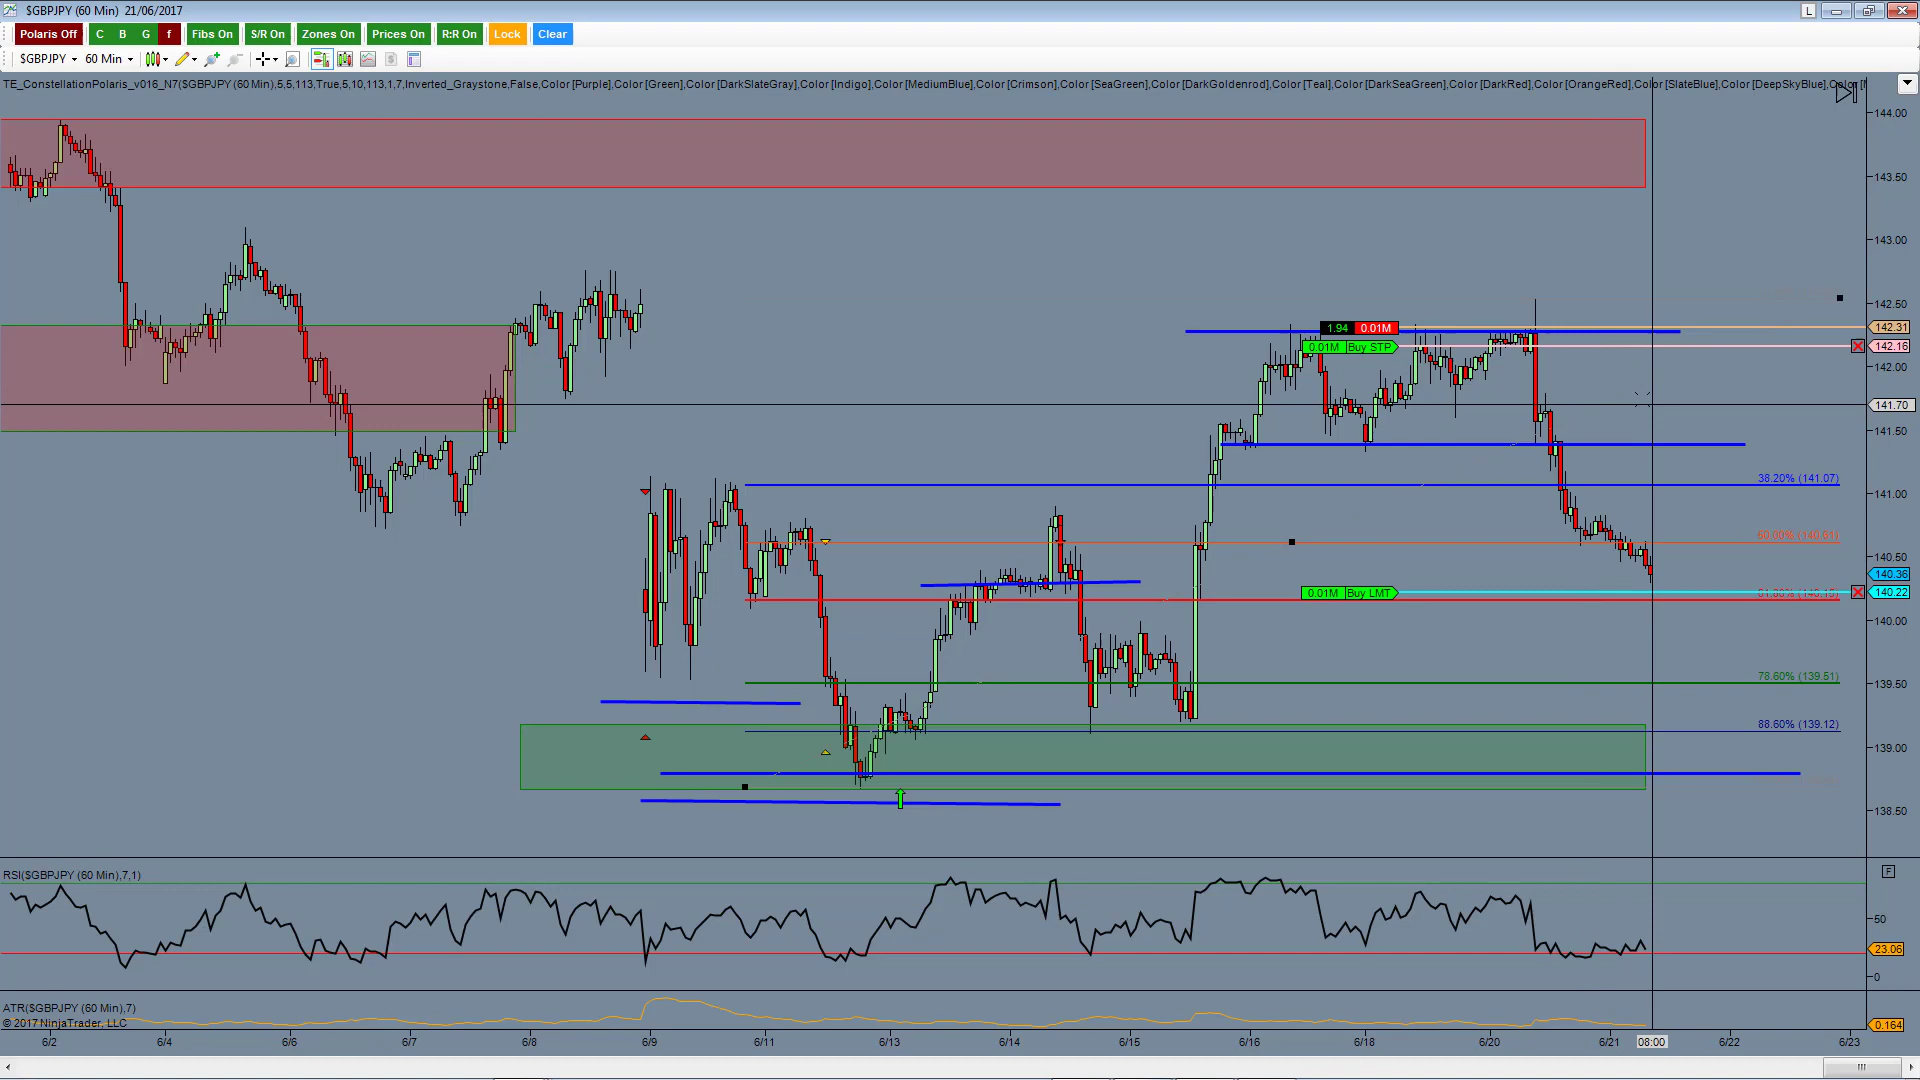 $GBPJPY (60 Min) 21/06/2017
L
Polaris Off C B G f Fibs On S/R On Zones On Prices On R:R On Lock Clear
$GBPJPY 60 Min
TE_ConstellationPolaris_v016_N7($GBPJPY (60 Min),5,5,113,True,5,10,113,1,7,Inverted_Graystone,False,Color [Purple],Color [Green],Color [DarkSlateGray],Color [Indigo],Color [MediumBlue],Color [Crimson],Color [SeaGreen],Color [DarkGoldenrod],Color [Teal],Color [DarkSeaGreen],Color [DarkRed],Color [OrangeRed],Color [SlateBlue],Color [DeepSkyBlue],Color [
144.00
143.50
143.00
142.50
1.94 0.01M 142.31
0.01M Buy STP 142.16
142.00
141.70
141.50
38.20% (141.07)
141.00
50.00% (140.61)
140.50
140.36
0.01M Buy LMT 61.80% (140.15) 140.22
140.00
78.60% (139.51) 139.50
88.60% (139.12)
139.00
138.50
RSI($GBPJPY (60 Min),7,1) F
50
23.06
0
ATR($GBPJPY (60 Min),7)
© 2017 NinjaTrader, LLC 0.164
6/2 6/4 6/6 6/7 6/8 6/9 6/11 6/13 6/14 6/15 6/16 6/18 6/20 6/21 08:00 6/22 6/23